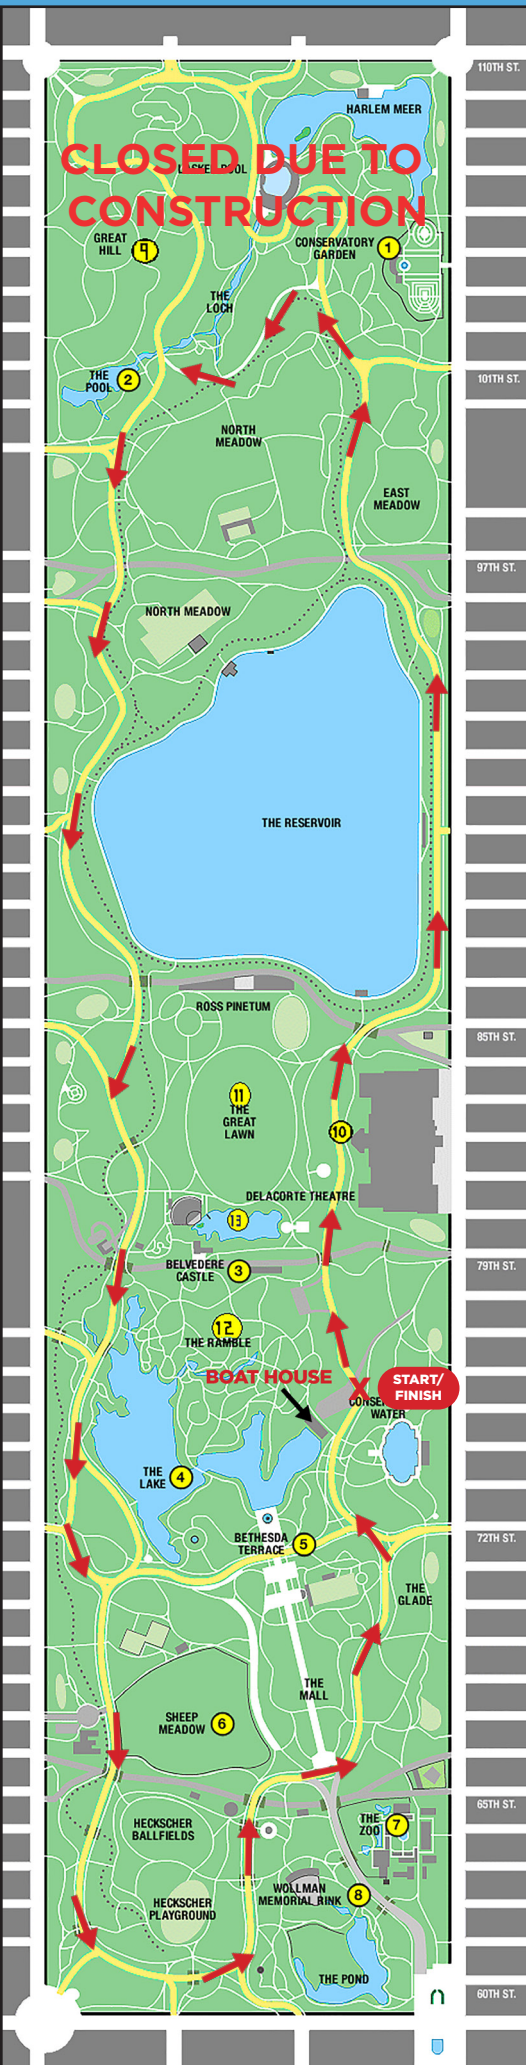 110TH ST.
HARLEM MEER
CLOSED DUE TO
CONSTRUCTION
GREAT
HILL
9
CONSERVATORY
GARDEN
1
THE
LOCH
THE
POOL
2
101TH ST.
NORTH
MEADOW
EAST
MEADOW
97TH ST.
NORTH MEADOW
THE RESERVOIR
ROSS PINETUM
85TH ST.
11
THE
GREAT
LAWN
10
DELACORTE THEATRE
13
BELVEDERE
CASTLE
3
79TH ST.
12
THE RAMBLE
BOAT HOUSE
X
START/
FINISH
WATER
THE
LAKE
4
BETHESDA
TERRACE
5
72TH ST.
THE
GLADE
THE
MALL
SHEEP
MEADOW
6
65TH ST.
HECKSCHER
BALLFIELDS
THE
ZOO
7
WOLLMAN
MEMORIAL RINK
8
HECKSCHER
PLAYGROUND
THE POND
60TH ST.